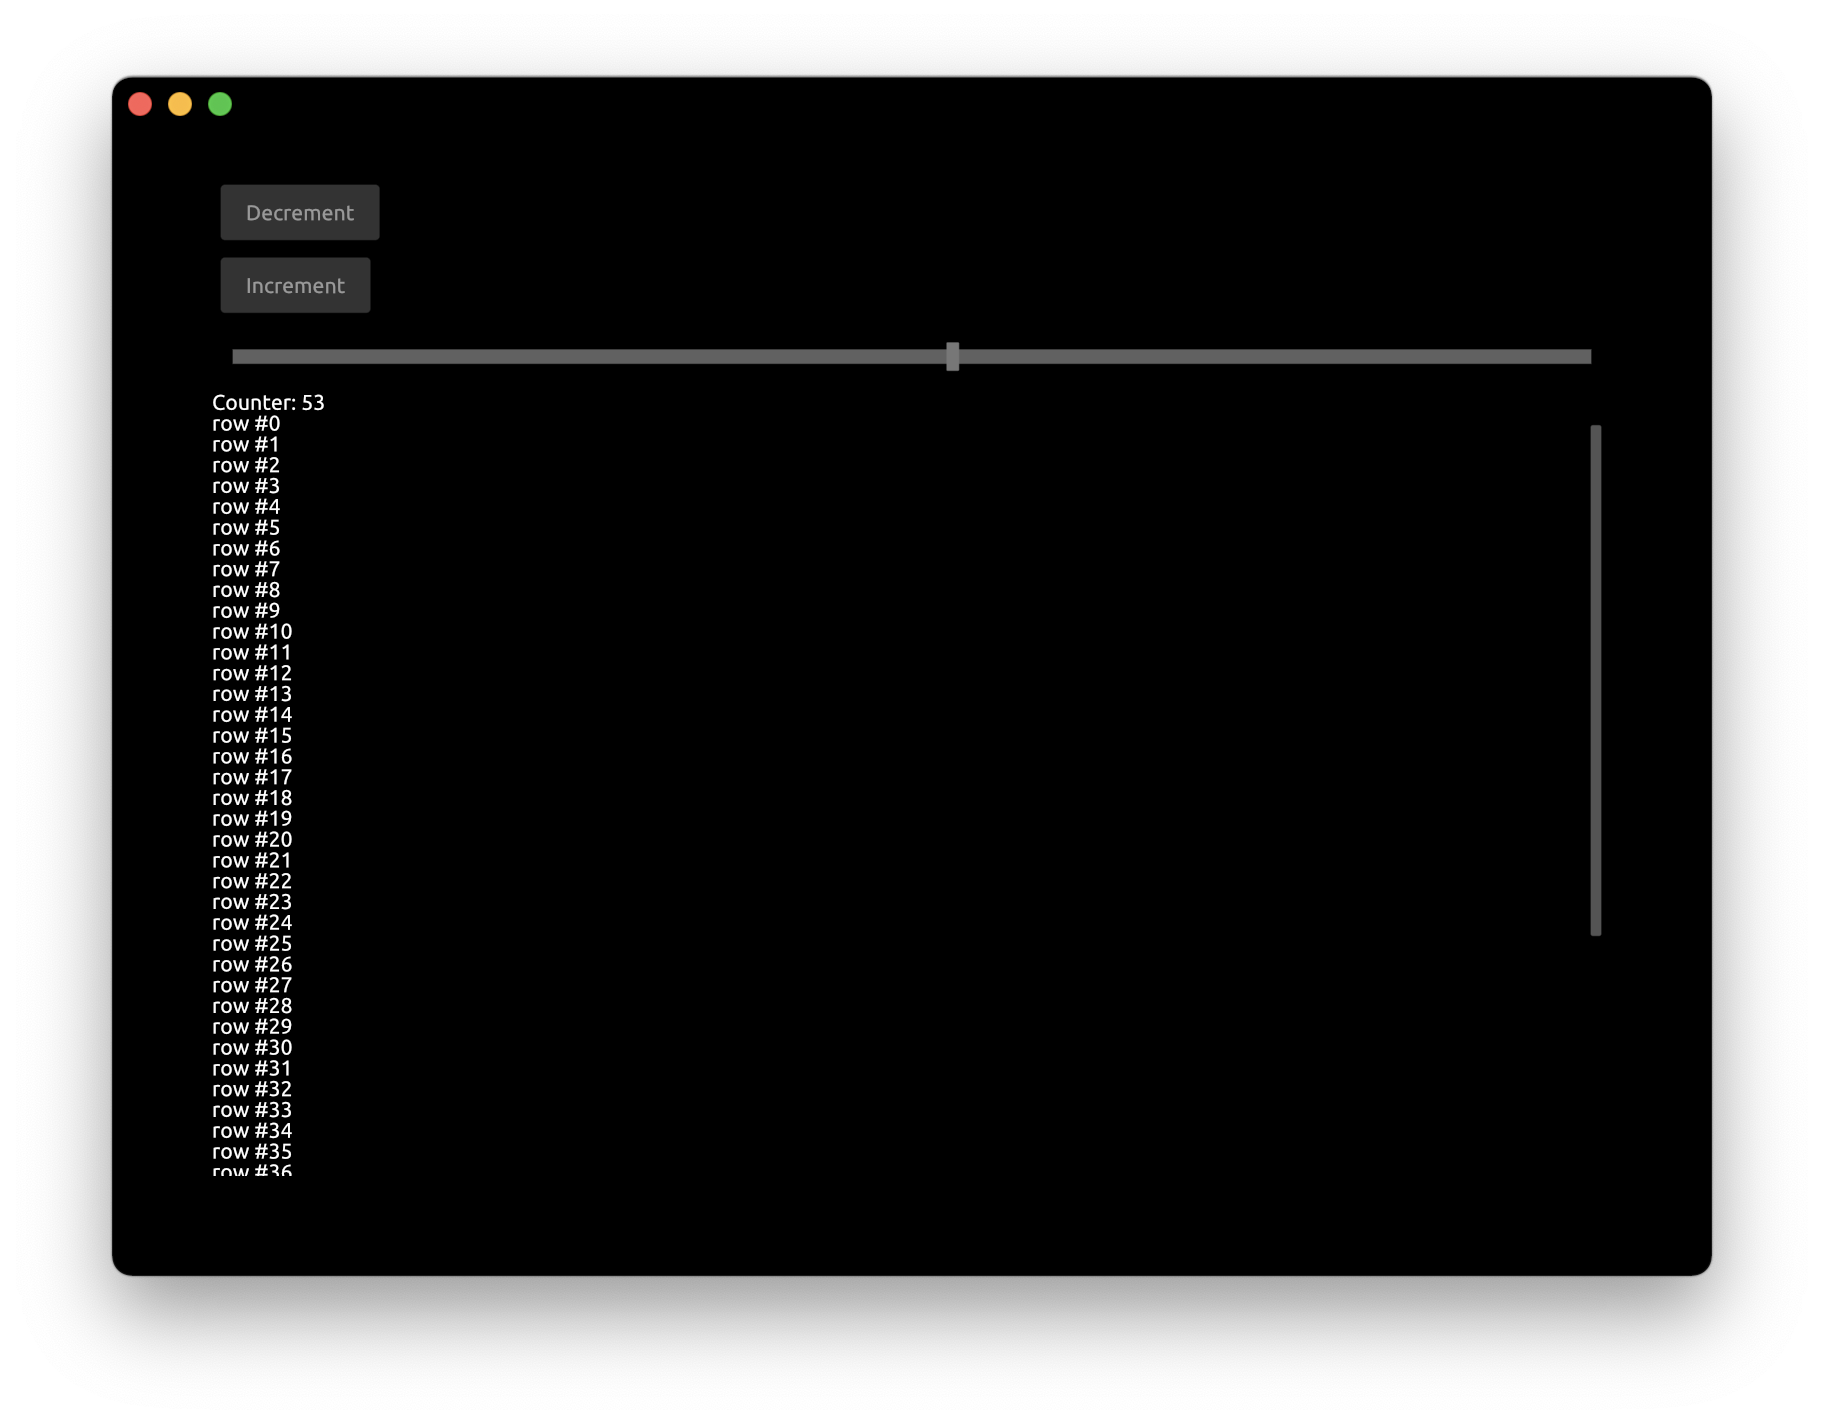 Decrement
Increment
Counter: 53
row #0
row #1
row #2
row #3
row #4
row #5
row #6
row #7
row #8
row #9
row #10
row #11
row #12
row #13
row #14
row #15
row #16
row #17
row #18
row #19
row #20
row #21
row #22
row #23
row #24
row #25
row #26
row #27
row #28
row #29
row #30
row #31
row #32
row #33
row #34
row #35
row #36